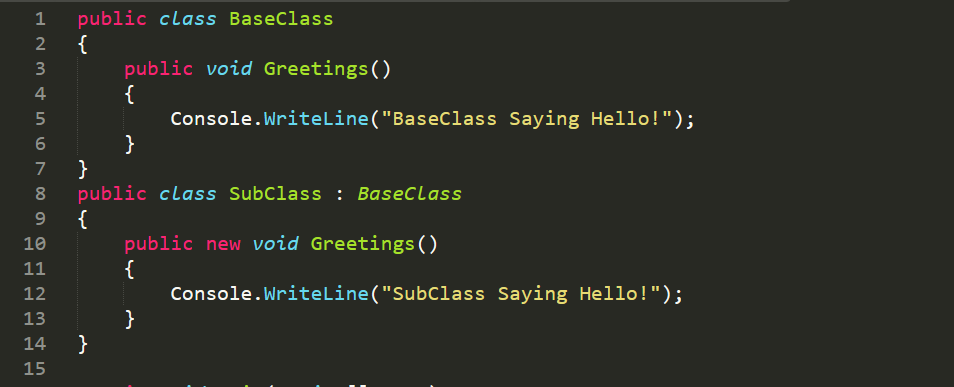 1 public class BaseClass
2 {
3     public void Greetings()
4     {
5         Console.WriteLine("BaseClass Saying Hello!");
6     }
7 }
8 public class SubClass : BaseClass
9 {
10     public new void Greetings()
11     {
12         Console.WriteLine("SubClass Saying Hello!");
13     }
14 }
15